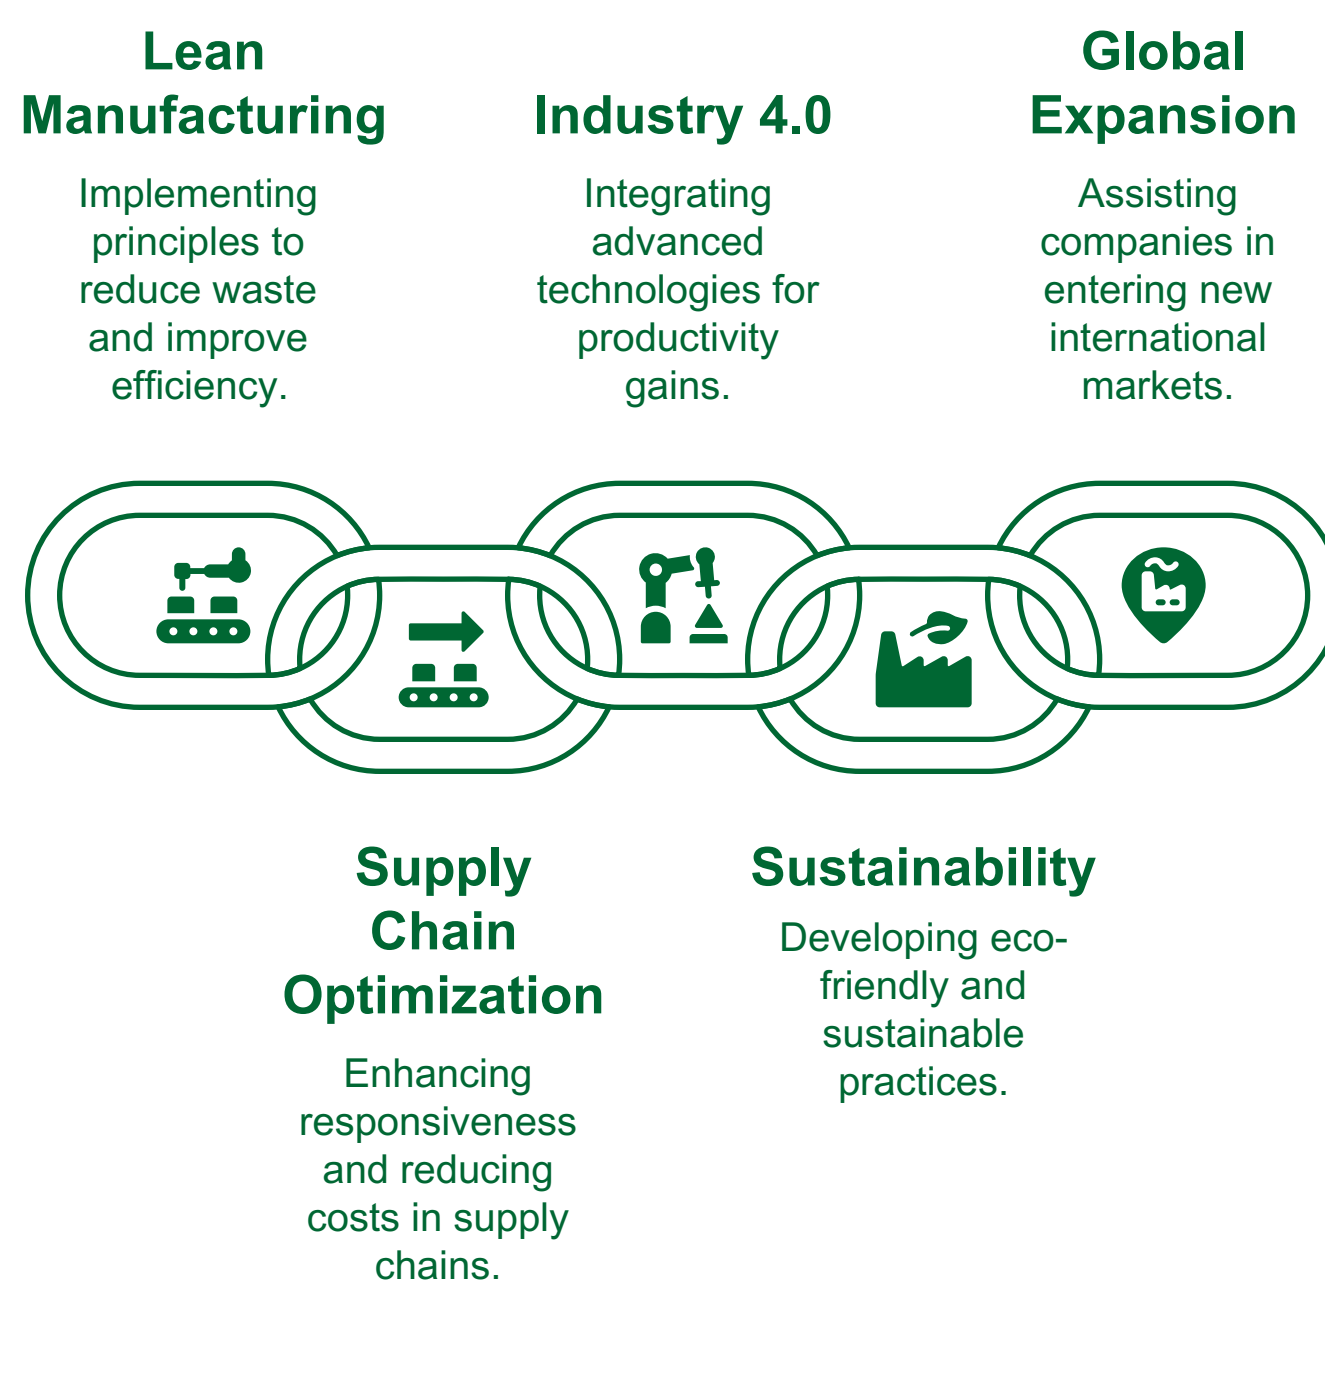 Lean
Manufacturing
Implementing
principles to
reduce waste
and improve
efficiency.
Industry 4.0
Integrating
advanced
technologies for
productivity
gains.
Global
Expansion
Assisting
companies in
entering new
international
markets.
Supply
Chain
Optimization
Enhancing
responsiveness
and reducing
costs in supply
chains.
Sustainability
Developing eco-
friendly and
sustainable
practices.